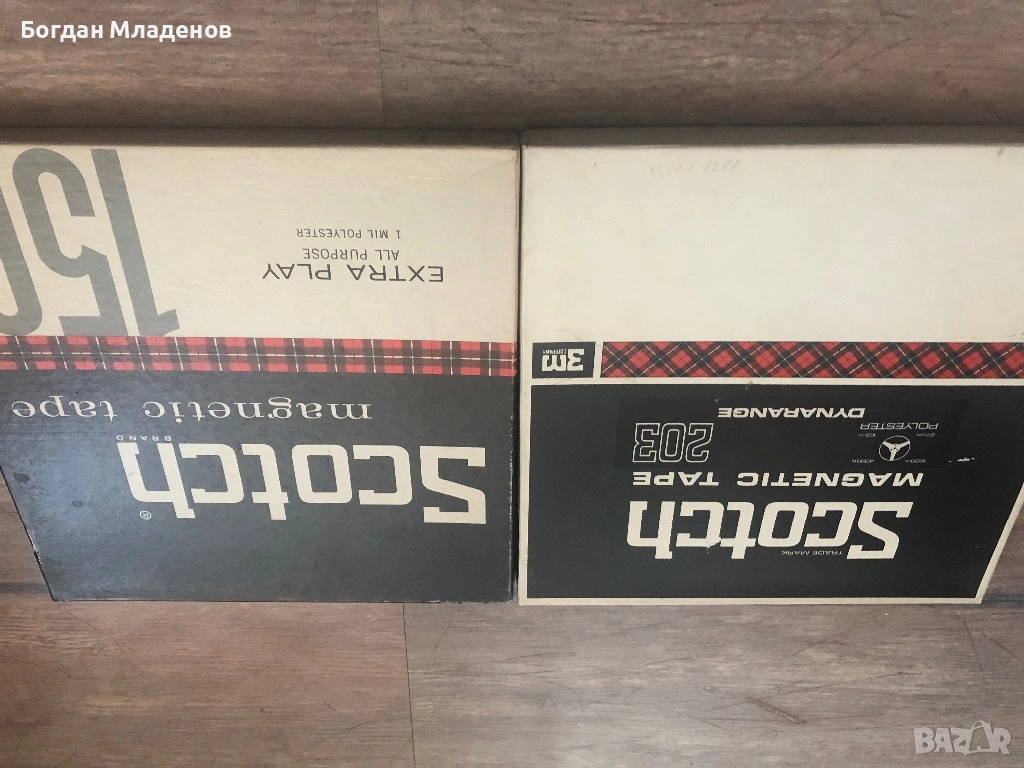 Богдан Младенов
Scotch®
BRAND
magnetic tape
EXTRA PLAY
ALL PURPOSE
1 MIL POLYESTER
150
TRADE MARK
Scotch
MAGNETIC TAPE
203
DYNARANGE
POLYESTER
3M
COMPANY
BAZAR